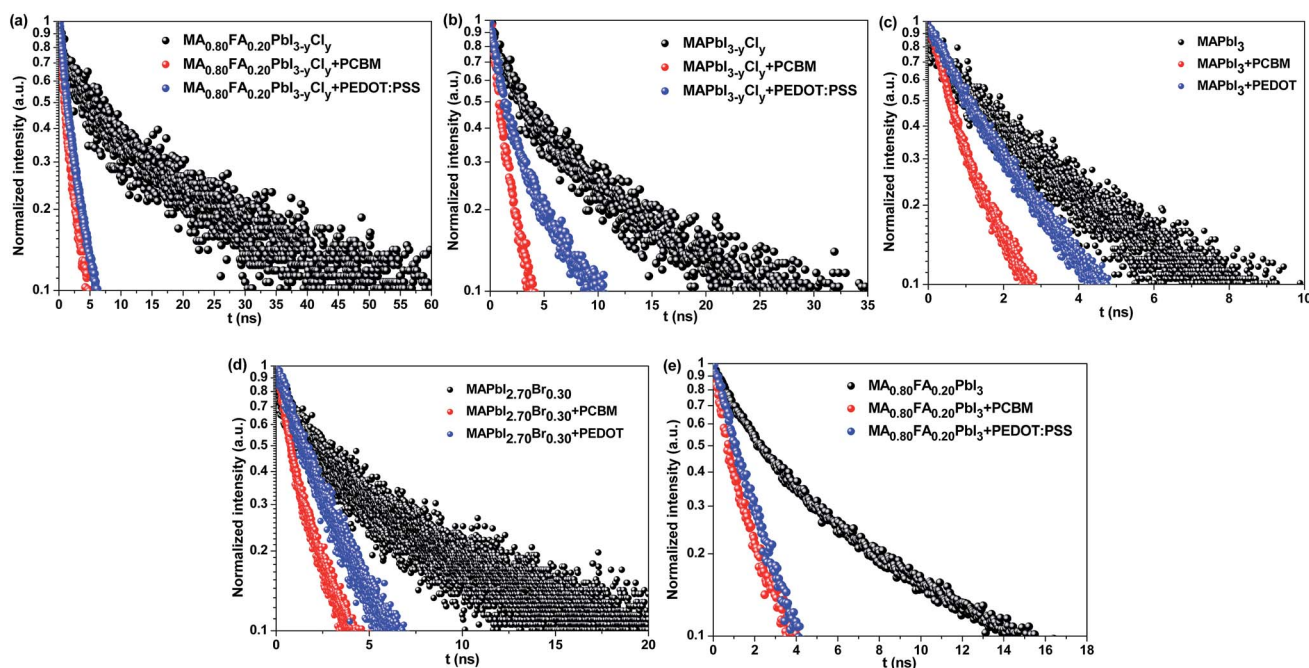 (a)
MA0.80FA0.20PbI3-yCly
MA0.80FA0.20PbI3-yCly+PCBM
MA0.80FA0.20PbI3-yCly+PEDOT:PSS
Normalized intensity (a.u.)
1
0.9
0.8
0.7
0.6
0.5
0.4
0.3
0.2
0.1
0 5 10 15 20 25 30 35 40 45 50 55 60
t (ns)
(b)
MAPbI3-yCly
MAPbI3-yCly+PCBM
MAPbI3-yCly+PEDOT:PSS
Normalized intensity (a.u.)
1
0.9
0.8
0.7
0.6
0.5
0.4
0.3
0.2
0.1
0 5 10 15 20 25 30 35
t (ns)
(c)
MAPbI3
MAPbI3+PCBM
MAPbI3+PEDOT
Normalized intensity (a.u.)
1
0.9
0.8
0.7
0.6
0.5
0.4
0.3
0.2
0.1
0 2 4 6 8 10
t (ns)
(d)
MAPbI2.70Br0.30
MAPbI2.70Br0.30+PCBM
MAPbI2.70Br0.30+PEDOT
Normalized intensity (a.u.)
1
0.9
0.8
0.7
0.6
0.5
0.4
0.3
0.2
0.1
0 5 10 15 20
t (ns)
(e)
MA0.80FA0.20PbI3
MA0.80FA0.20PbI3+PCBM
MA0.80FA0.20PbI3+PEDOT:PSS
Normalized intensity (a.u.)
1
0.9
0.8
0.7
0.6
0.5
0.4
0.3
0.2
0.1
0 2 4 6 8 10 12 14 16 18
t (ns)